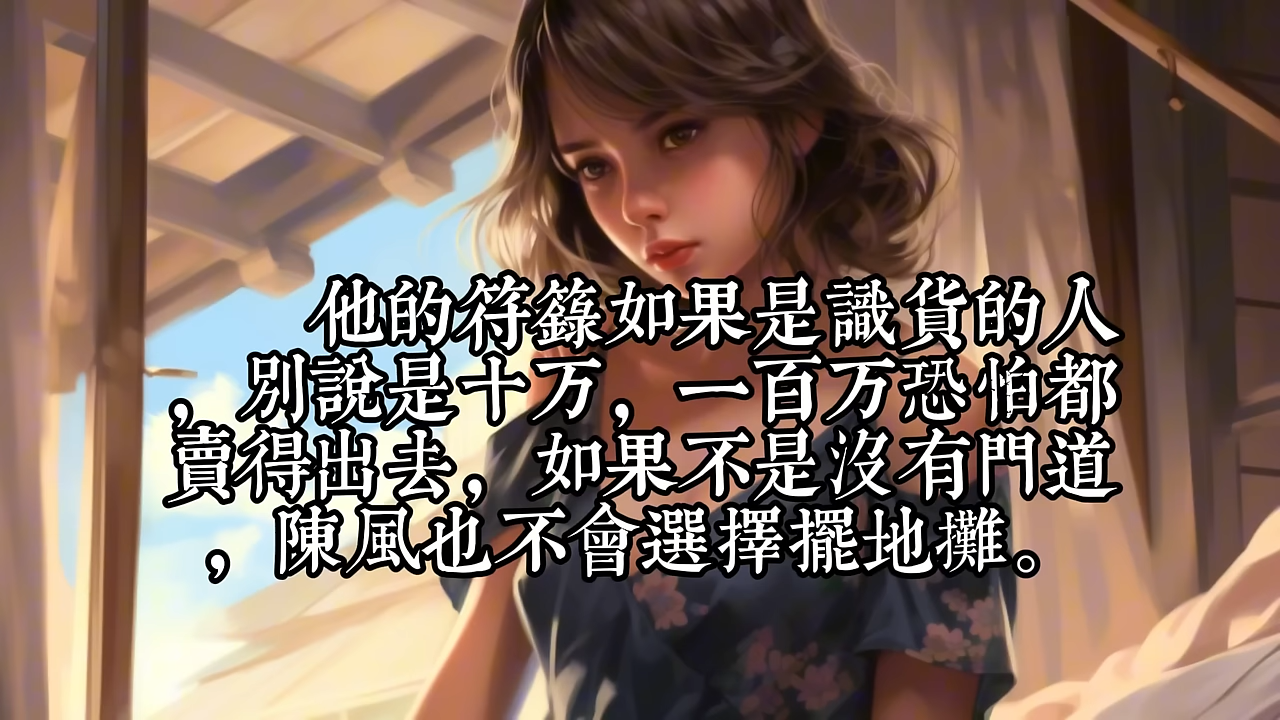 他的符籙如果是識貨的人
，別說是十万，一百万恐怕都
賣得出去，如果不是沒有門道
，陳風也不會選擇擺地攤。